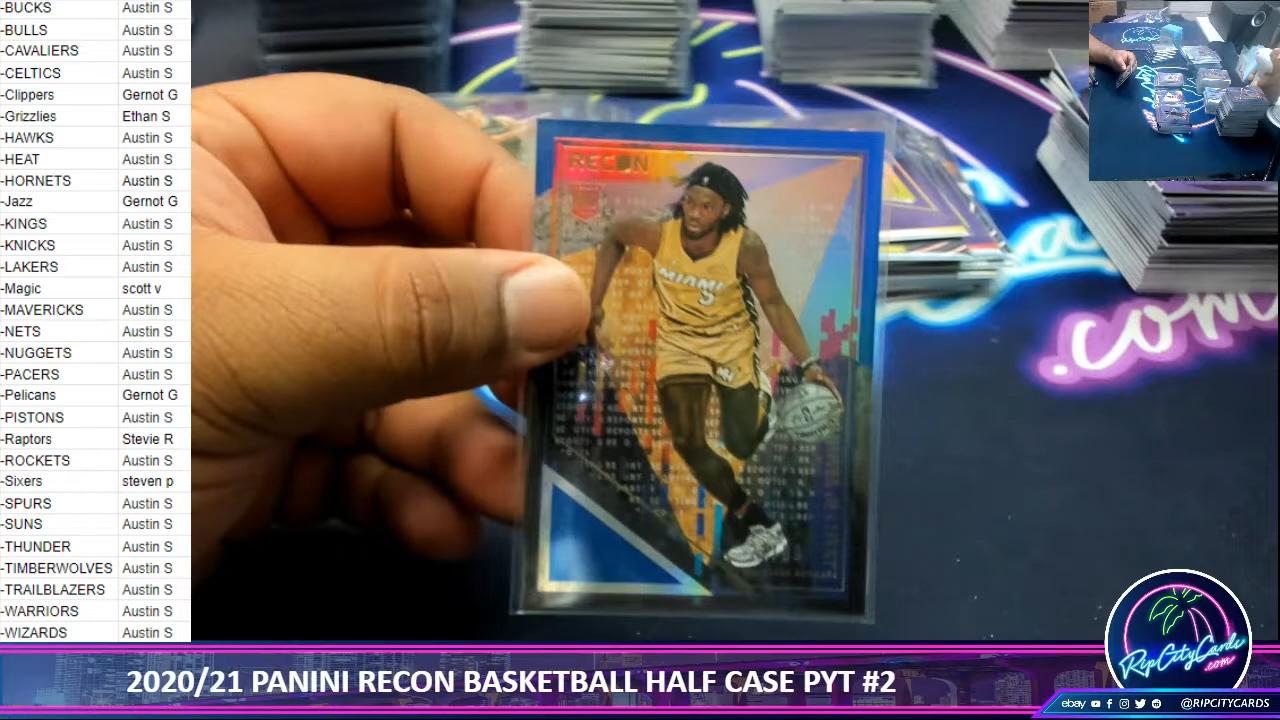 -BUCKS Austin S
-BULLS Austin S
-CAVALIERS Austin S
-CELTICS Austin S
-Clippers Gernot G
-Grizzlies Ethan S
-HAWKS Austin S
-HEAT Austin S
-HORNETS Austin S
-Jazz Gernot G
-KINGS Austin S
-KNICKS Austin S
-LAKERS Austin S
-Magic scott v
-MAVERICKS Austin S
-NETS Austin S
-NUGGETS Austin S
-PACERS Austin S
-Pelicans Gernot G
-PISTONS Austin S
-Raptors Stevie R
-ROCKETS Austin S
-Sixers steven p
-SPURS Austin S
-SUNS Austin S
-THUNDER Austin S
-TIMBERWOLVES Austin S
-TRAILBLAZERS Austin S
-WARRIORS Austin S
-WIZARDS Austin S
RECON
MIAMI
5
.com
2020/21 PANINI RECON BASKETBALL HALF CASE PYT #2
RipCityCards
.com
ebay @RIPCITYCARDS